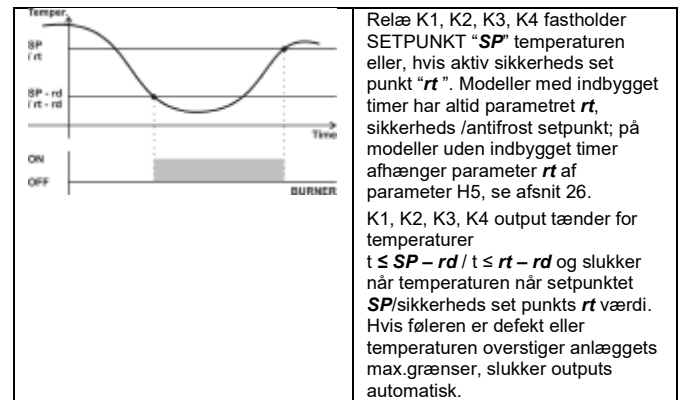 Temper.
SP
/ rt
SP - rd
/ rt - rd
Time
ON
OFF
BURNER
Relæ K1, K2, K3, K4 fastholder
SETPUNKT “SP” temperaturen
eller, hvis aktiv sikkerheds set
punkt “rt ”. Modeller med indbygget
timer har altid parametret rt,
sikkerheds /antifrost setpunkt; på
modeller uden indbygget timer
afhænger parameter rt af
parameter H5, se afsnit 26.
K1, K2, K3, K4 output tænder for
temperaturer
t ≤ SP – rd / t ≤ rt – rd og slukker
når temperaturen når setpunktet
SP/sikkerheds set punkts rt værdi.
Hvis føleren er defekt eller
temperaturen overstiger anlæggets
max.grænser, slukker outputs
automatisk.